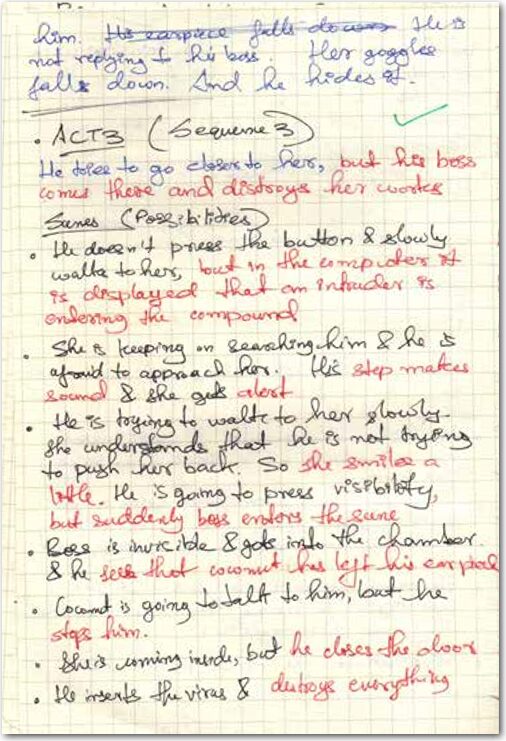 him. His earpiece falls down He is
not replying to his boss. Her goggles
falls down. And he hides it.
• ACT3 (Sequence 3)
He tries to go closer to her, but his boss
comes there and distroys her works
Scenes (Possibilities)
• He doesn't press the button & slowly
walks to her, but in the computer it
is displayed that an intruder is
entering the compound
• She is keeping on searching him & he is
afraid to approach her. His step makes
sound & she gets alert
• He is trying to walk to her slowly.
She understands that he is not trying
to push her back. So she smiles a
little. He is going to press visibility,
but suddenly boss enters the scene
• Boss is invisible & gets into the chamber.
& he sees that coconut has left his earpiece
• Coconut is going to talk to him, but he
stops him.
• She is coming inside, but he closes the door
• He inserts the virus & distroys everything